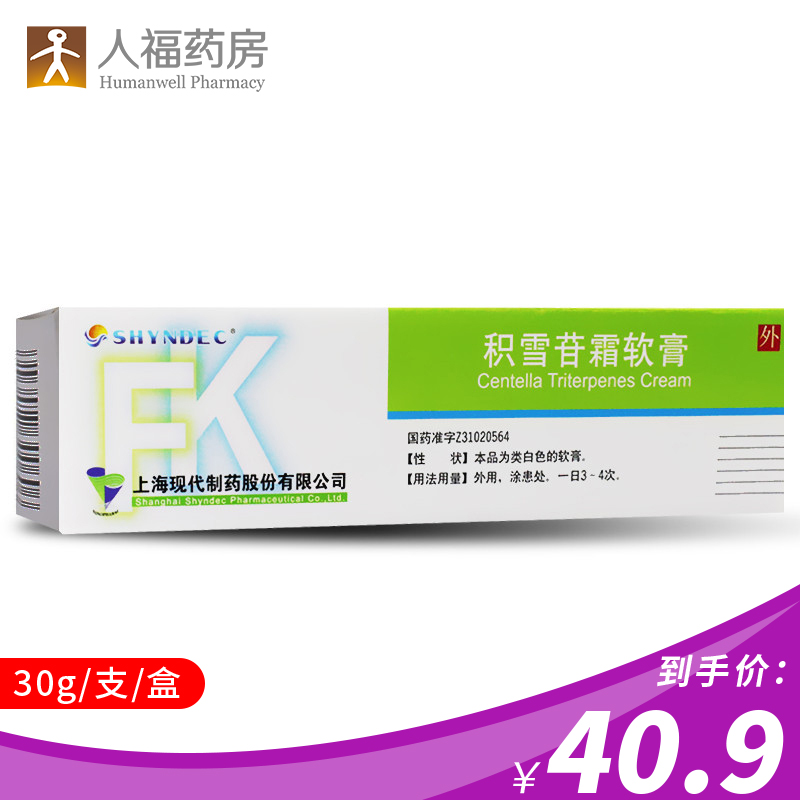 人福药房
Humanwell Pharmacy
SHYNDEC®
FK
积雪苷霜软膏
Centella Triterpenes Cream
外
国药准字Z31020564
【性 状】本品为类白色的软膏。
【用法用量】外用，涂患处。一日3-4次。
上海现代制药股份有限公司
Shanghai Shyndec Pharmaceutical Co.,Ltd.
30g/支/盒
到手价:
¥40.9